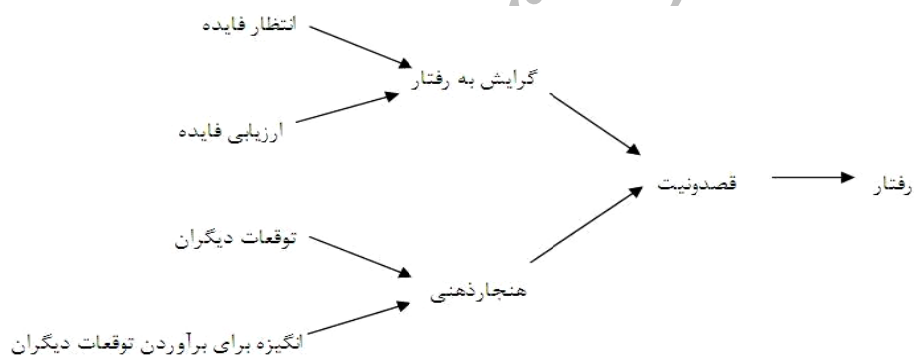 انتظار فایده
گرایش به رفتار
ارزیابی فایده
قصدونیت
رفتار
توقعات دیگران
هنجارذهنی
انگیزه برای برآوردن توقعات دیگران